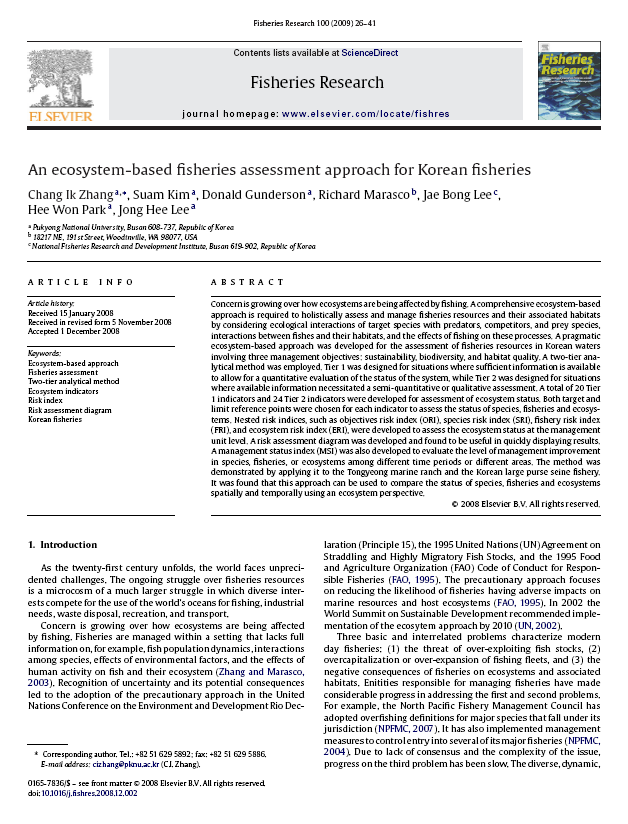 Fisheries Research 100 (2009) 26–41
Contents lists available at ScienceDirect
Fisheries Research
journal homepage: www.elsevier.com/locate/fishres
ELSEVIER
Fisheries
Research
An ecosystem-based fisheries assessment approach for Korean fisheries
Chang Ik Zhang a,*, Suam Kim a, Donald Gunderson a, Richard Marasco b, Jae Bong Lee c,
Hee Won Park a, Jong Hee Lee a
a Pukyong National University, Busan 608-737, Republic of Korea
b 18217 NE, 191st Street, Woodinville, WA 98077, USA
c National Fisheries Research and Development Institute, Busan 619-902, Republic of Korea
ARTICLE INFO
Article history:
Received 15 January 2008
Received in revised form 5 November 2008
Accepted 1 December 2008
Keywords:
Ecosystem-based approach
Fisheries assessment
Two-tier analytical method
Ecosystem indicators
Risk index
Risk assessment diagram
Korean fisheries
ABSTRACT
Concern is growing over how ecosystems are being affected by fishing. A comprehensive ecosystem-based
approach is required to holistically assess and manage fisheries resources and their associated habitats
by considering ecological interactions of target species with predators, competitors, and prey species,
interactions between fishes and their habitats, and the effects of fishing on these processes. A pragmatic
ecosystem-based approach was developed for the assessment of fisheries resources in Korean waters
involving three management objectives: sustainability, biodiversity, and habitat quality. A two-tier ana-
lytical method was employed. Tier 1 was designed for situations where sufficient information is available
to allow for a quantitative evaluation of the status of the system, while Tier 2 was designed for situations
where available information necessitated a semi-quantitative or qualitative assessment. A total of 20 Tier
1 indicators and 24 Tier 2 indicators were developed for assessment of ecosystem status. Both target and
limit reference points were chosen for each indicator to assess the status of species, fisheries and ecosys-
tems. Nested risk indices, such as objectives risk index (ORI), species risk index (SRI), fishery risk index
(FRI), and ecosystem risk index (ERI), were developed to assess the ecosystem status at the management
unit level. A risk assessment diagram was developed and found to be useful in quickly displaying results.
A management status index (MSI) was also developed to evaluate the level of management improvement
in species, fisheries, or ecosystems among different time periods or different areas. The method was
demonstrated by applying it to the Tongyeong marine ranch and the Korean large purse seine fishery.
It was found that this approach can be used to compare the status of species, fisheries and ecosystems
spatially and temporally using an ecosystem perspective.
© 2008 Elsevier B.V. All rights reserved.
1. Introduction
As the twenty-first century unfolds, the world faces unpreci-
dented challenges. The ongoing struggle over fisheries resources
is a microcosm of a much larger struggle in which diverse inter-
ests compete for the use of the world's oceans for fishing, industrial
needs, waste disposal, recreation, and transport.
Concern is growing over how ecosystems are being affected
by fishing. Fisheries are managed within a setting that lacks full
information on, for example, fish population dynamics, interactions
among species, effects of environmental factors, and the effects of
human activity on fish and their ecosystem (Zhang and Marasco,
2003). Recognition of uncertainty and its potential consequences
led to the adoption of the precautionary approach in the United
Nations Conference on the Environment and Development Rio Dec-
laration (Principle 15), the 1995 United Nations (UN) Agreement on
Straddling and Highly Migratory Fish Stocks, and the 1995 Food
and Agriculture Organization (FAO) Code of Conduct for Respon-
sible Fisheries (FAO, 1995). The precautionary approach focuses
on reducing the likelihood of fisheries having adverse impacts on
marine resources and host ecosystems (FAO, 1995). In 2002 the
World Summit on Sustainable Development recommended imple-
mentation of the ecosytem approach by 2010 (UN, 2002).
Three basic and interrelated problems characterize modern
day fisheries: (1) the threat of over-exploiting fish stocks, (2)
overcapitalization or over-expansion of fishing fleets, and (3) the
negative consequences of fisheries on ecosystems and associated
habitats. Entities responsible for managing fisheries have made
considerable progress in addressing the first and second problems.
For example, the North Pacific Fishery Management Council has
adopted overfishing definitions for major species that fall under its
jurisdiction (NPFMC, 2007). It has also implemented management
measures to control entry into several of its major fisheries (NPFMC,
2004). Due to lack of consensus and the complexity of the issue,
progress on the third problem has been slow. The diverse, dynamic,
* Corresponding author. Tel.: +82 51 629 5892; fax: +82 51 629 5886.
E-mail address: cizhang@pknu.ac.kr (C.I. Zhang).
0165-7836/$ – see front matter © 2008 Elsevier B.V. All rights reserved.
doi:10.1016/j.fishres.2008.12.002